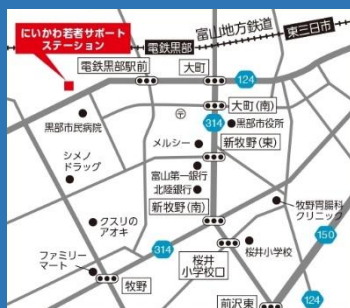 にいかわ若者サポート
ステーション
電鉄黒部
富山地方鉄道
東三日市
電鉄黒部駅前
大町
124
黒部市民病院
〒
大町(南)
314
黒部市役所
メルシー
新牧野(東)
シメノ
ドラッグ
富山第一銀行
北陸銀行
クスリの
アオキ
新牧野(南)
牧野胃腸科
クリニック
314
150
ファミリー
マート
牧野
桜井
小学校口
桜井小学校
前沢東
124